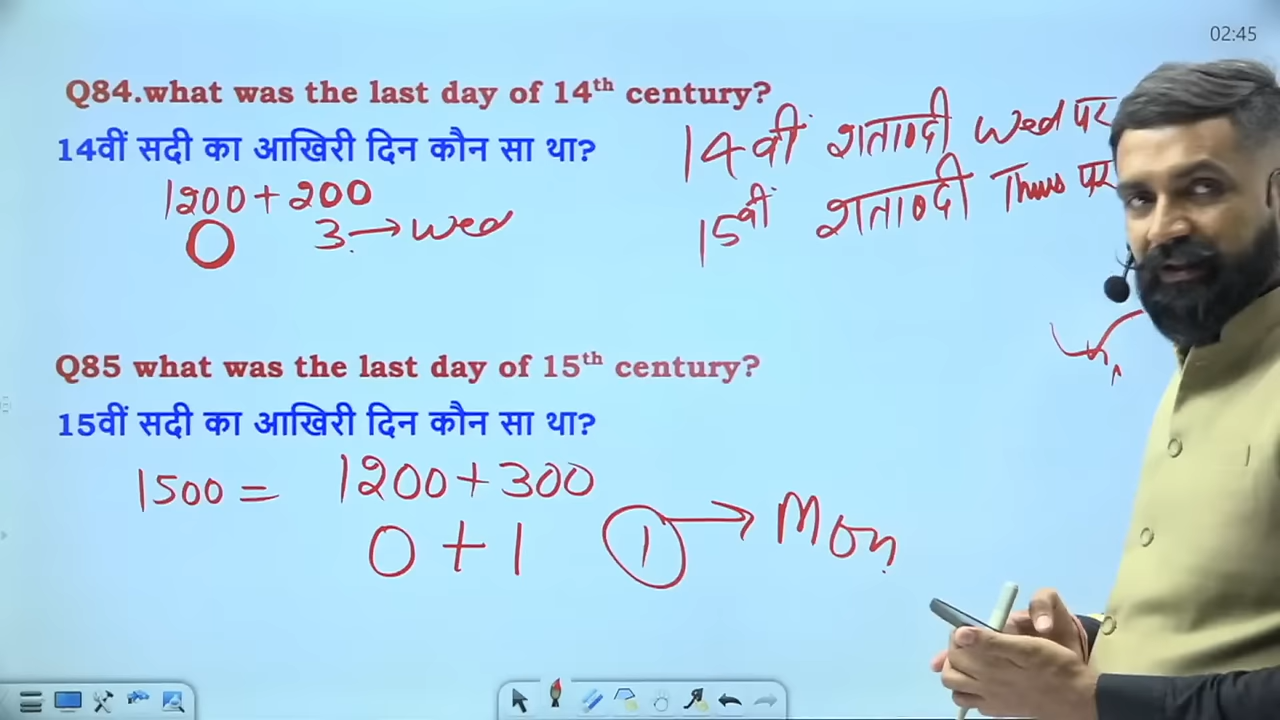 02:45
Q84.what was the last day of 14th century?
14वीं सदी का आखिरी दिन कौन सा था?
1200 + 200
0 3. → wed
14वीं शताब्दी wed पर
15वीं शताब्दी Thus पर
Q85 what was the last day of 15th century?
15वीं सदी का आखिरी दिन कौन सा था?
1500 = 1200 + 300
0 + 1 1 → Mon